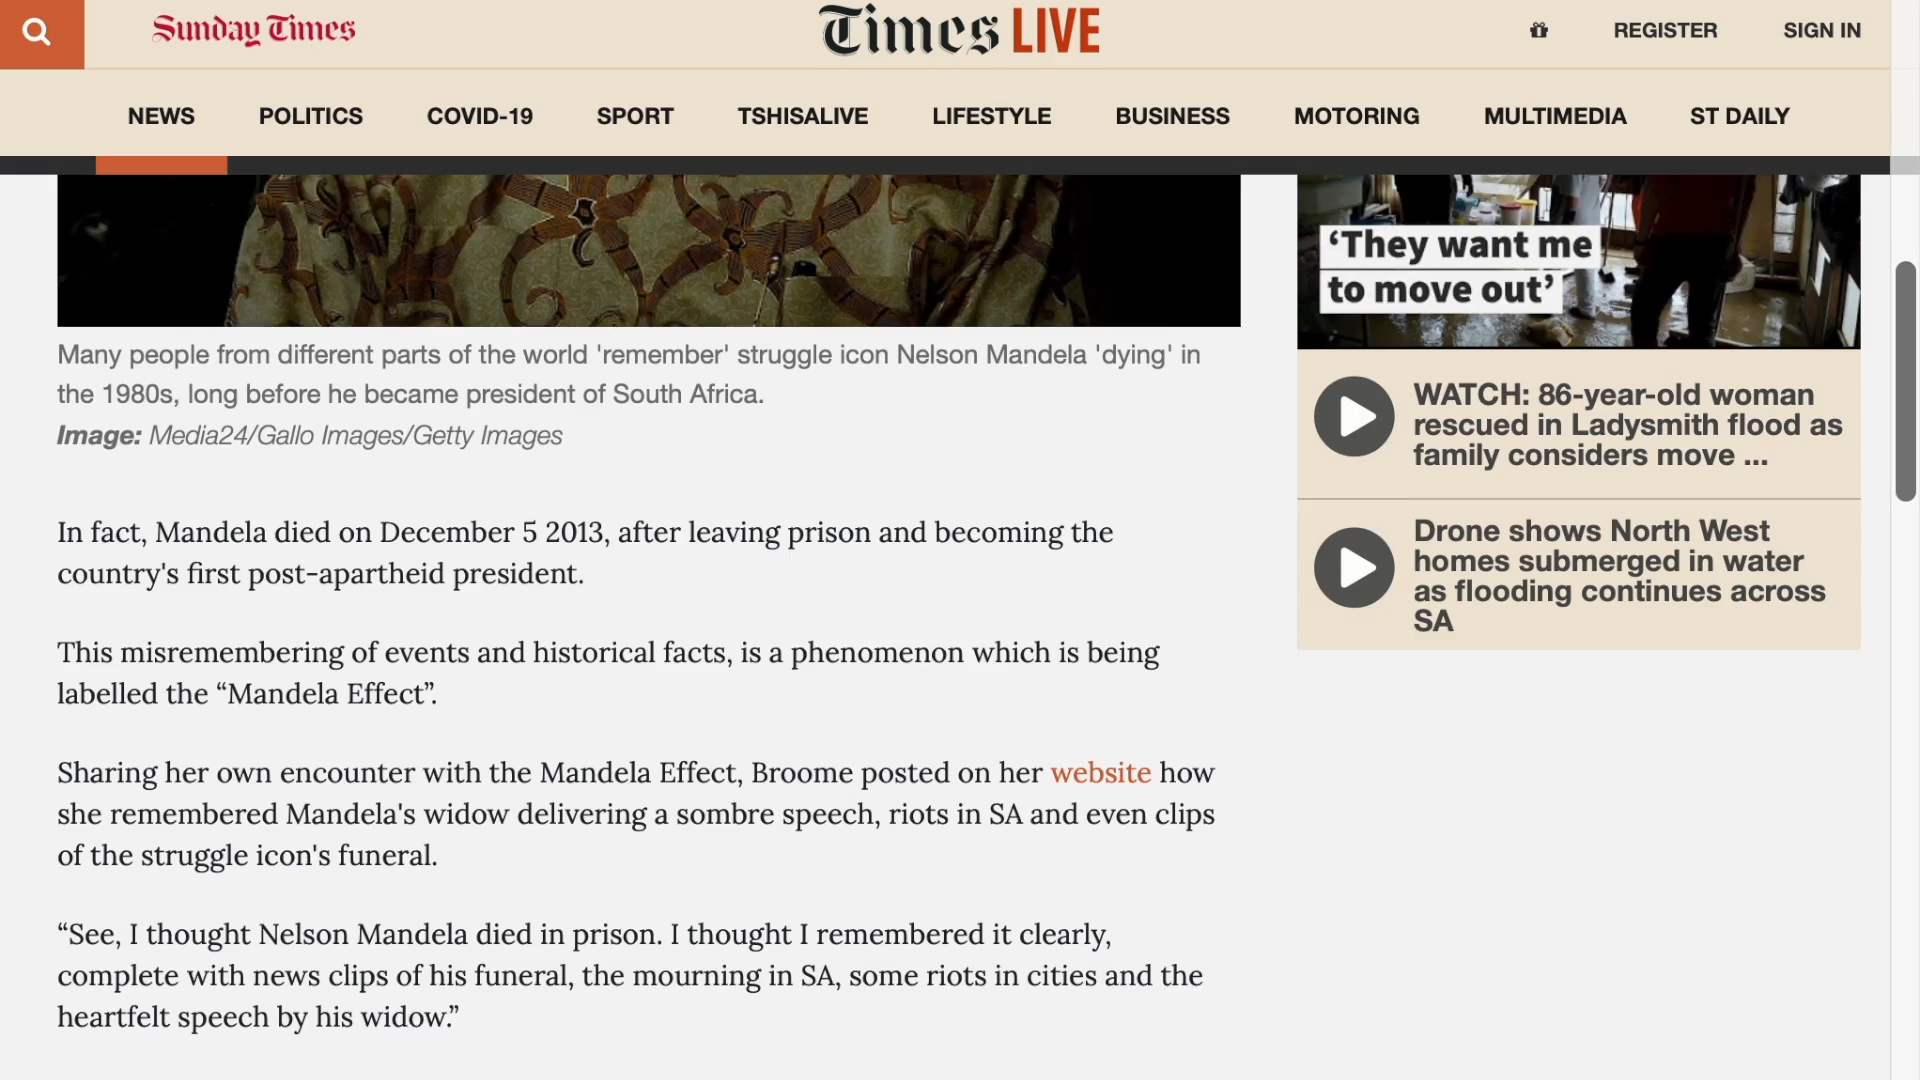 Sunday Times
Times LIVE
REGISTER
SIGN IN
NEWS
POLITICS
COVID-19
SPORT
TSHISALIVE
LIFESTYLE
BUSINESS
MOTORING
MULTIMEDIA
ST DAILY
Many people from different parts of the world 'remember' struggle icon Nelson Mandela 'dying' in
the 1980s, long before he became president of South Africa.
Image: Media24/Gallo Images/Getty Images
In fact, Mandela died on December 5 2013, after leaving prison and becoming the
country's first post-apartheid president.
This misremembering of events and historical facts, is a phenomenon which is being
labelled the “Mandela Effect”.
Sharing her own encounter with the Mandela Effect, Broome posted on her website how
she remembered Mandela's widow delivering a sombre speech, riots in SA and even clips
of the struggle icon's funeral.
“See, I thought Nelson Mandela died in prison. I thought I remembered it clearly,
complete with news clips of his funeral, the mourning in SA, some riots in cities and the
heartfelt speech by his widow.”
‘They want me
to move out’
WATCH: 86-year-old woman
rescued in Ladysmith flood as
family considers move ...
Drone shows North West
homes submerged in water
as flooding continues across
SA